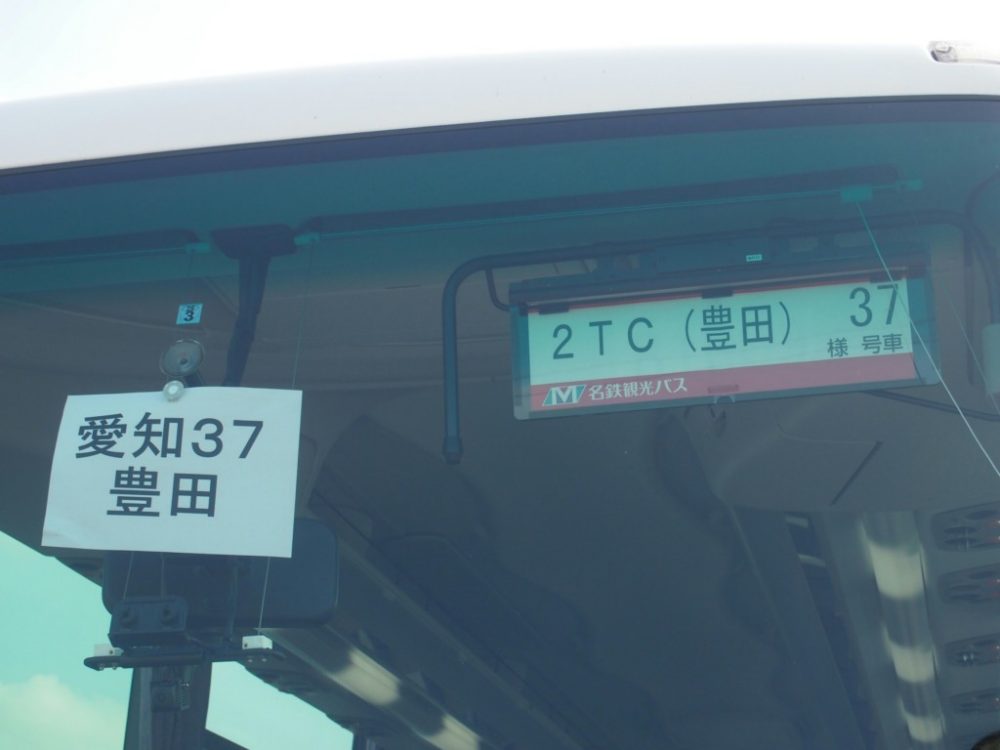 愛知37
豊田
2TC（豊田） 37
様 号車
M 名鉄観光バス
3